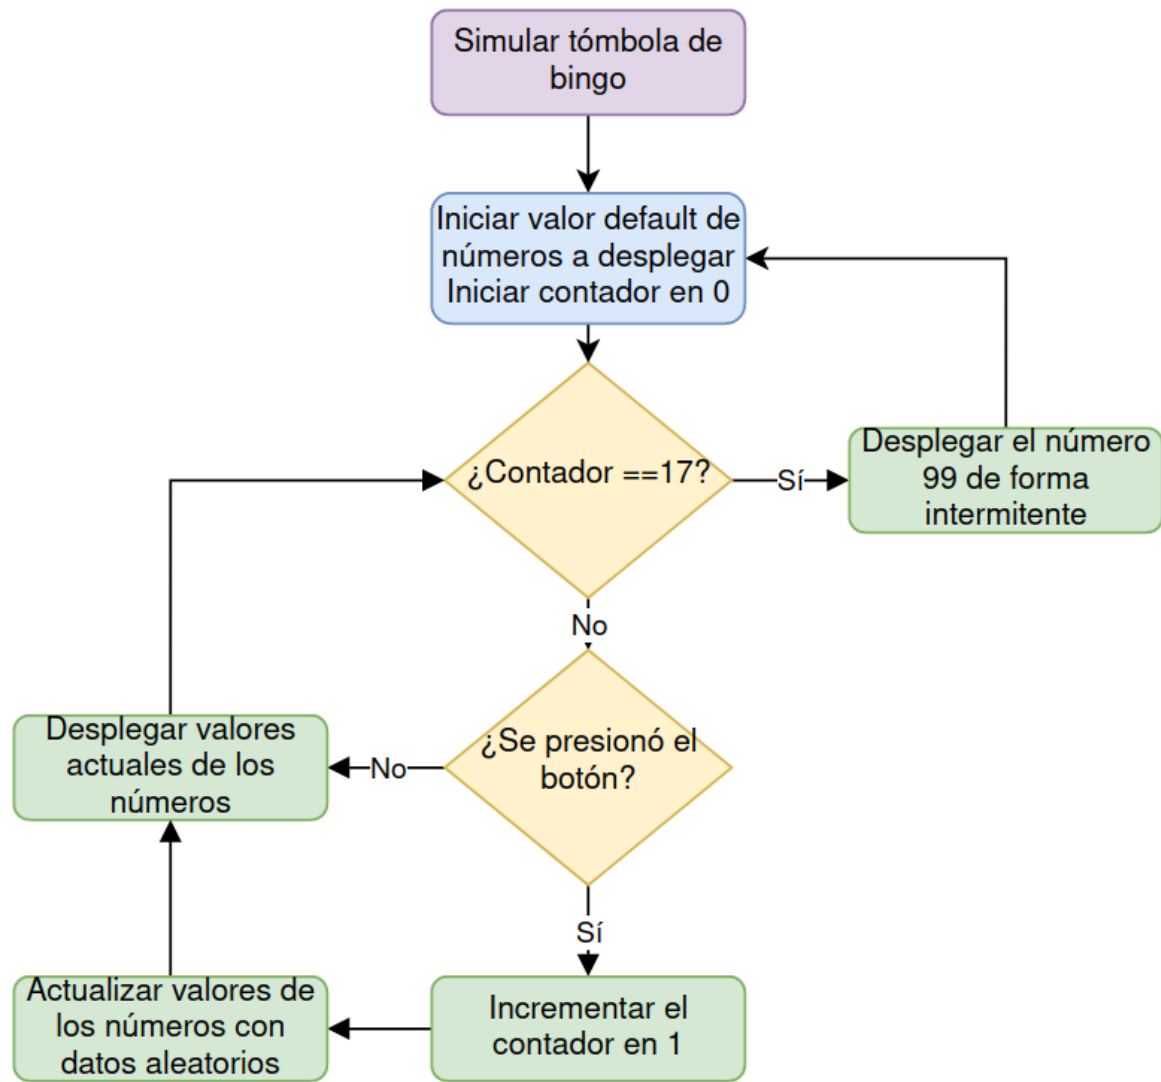 Simular tómbola de
bingo
Iniciar valor default de
números a desplegar
Iniciar contador en 0
¿Contador ==17?
Sí
Desplegar el número
99 de forma
intermitente
No
¿Se presionó el
botón?
No
Desplegar valores
actuales de los
números
Sí
Incrementar el
contador en 1
Actualizar valores de
los números con
datos aleatorios